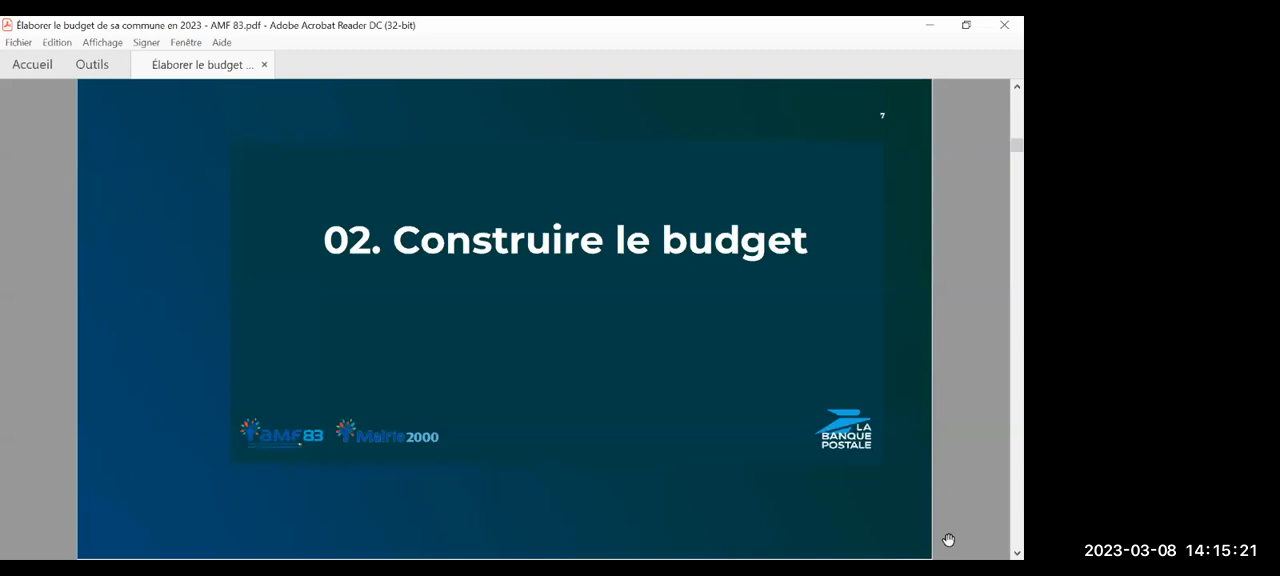 Élaborer le budget de sa commune en 2023 - AMF 83.pdf - Adobe Acrobat Reader DC (32-bit)
Fichier Edition Affichage Signer Fenêtre Aide
Accueil Outils Élaborer le budget ... ×
7
02. Construire le budget
AMF83 Mairie2000
LA
BANQUE
POSTALE
2023-03-08 14:15:21